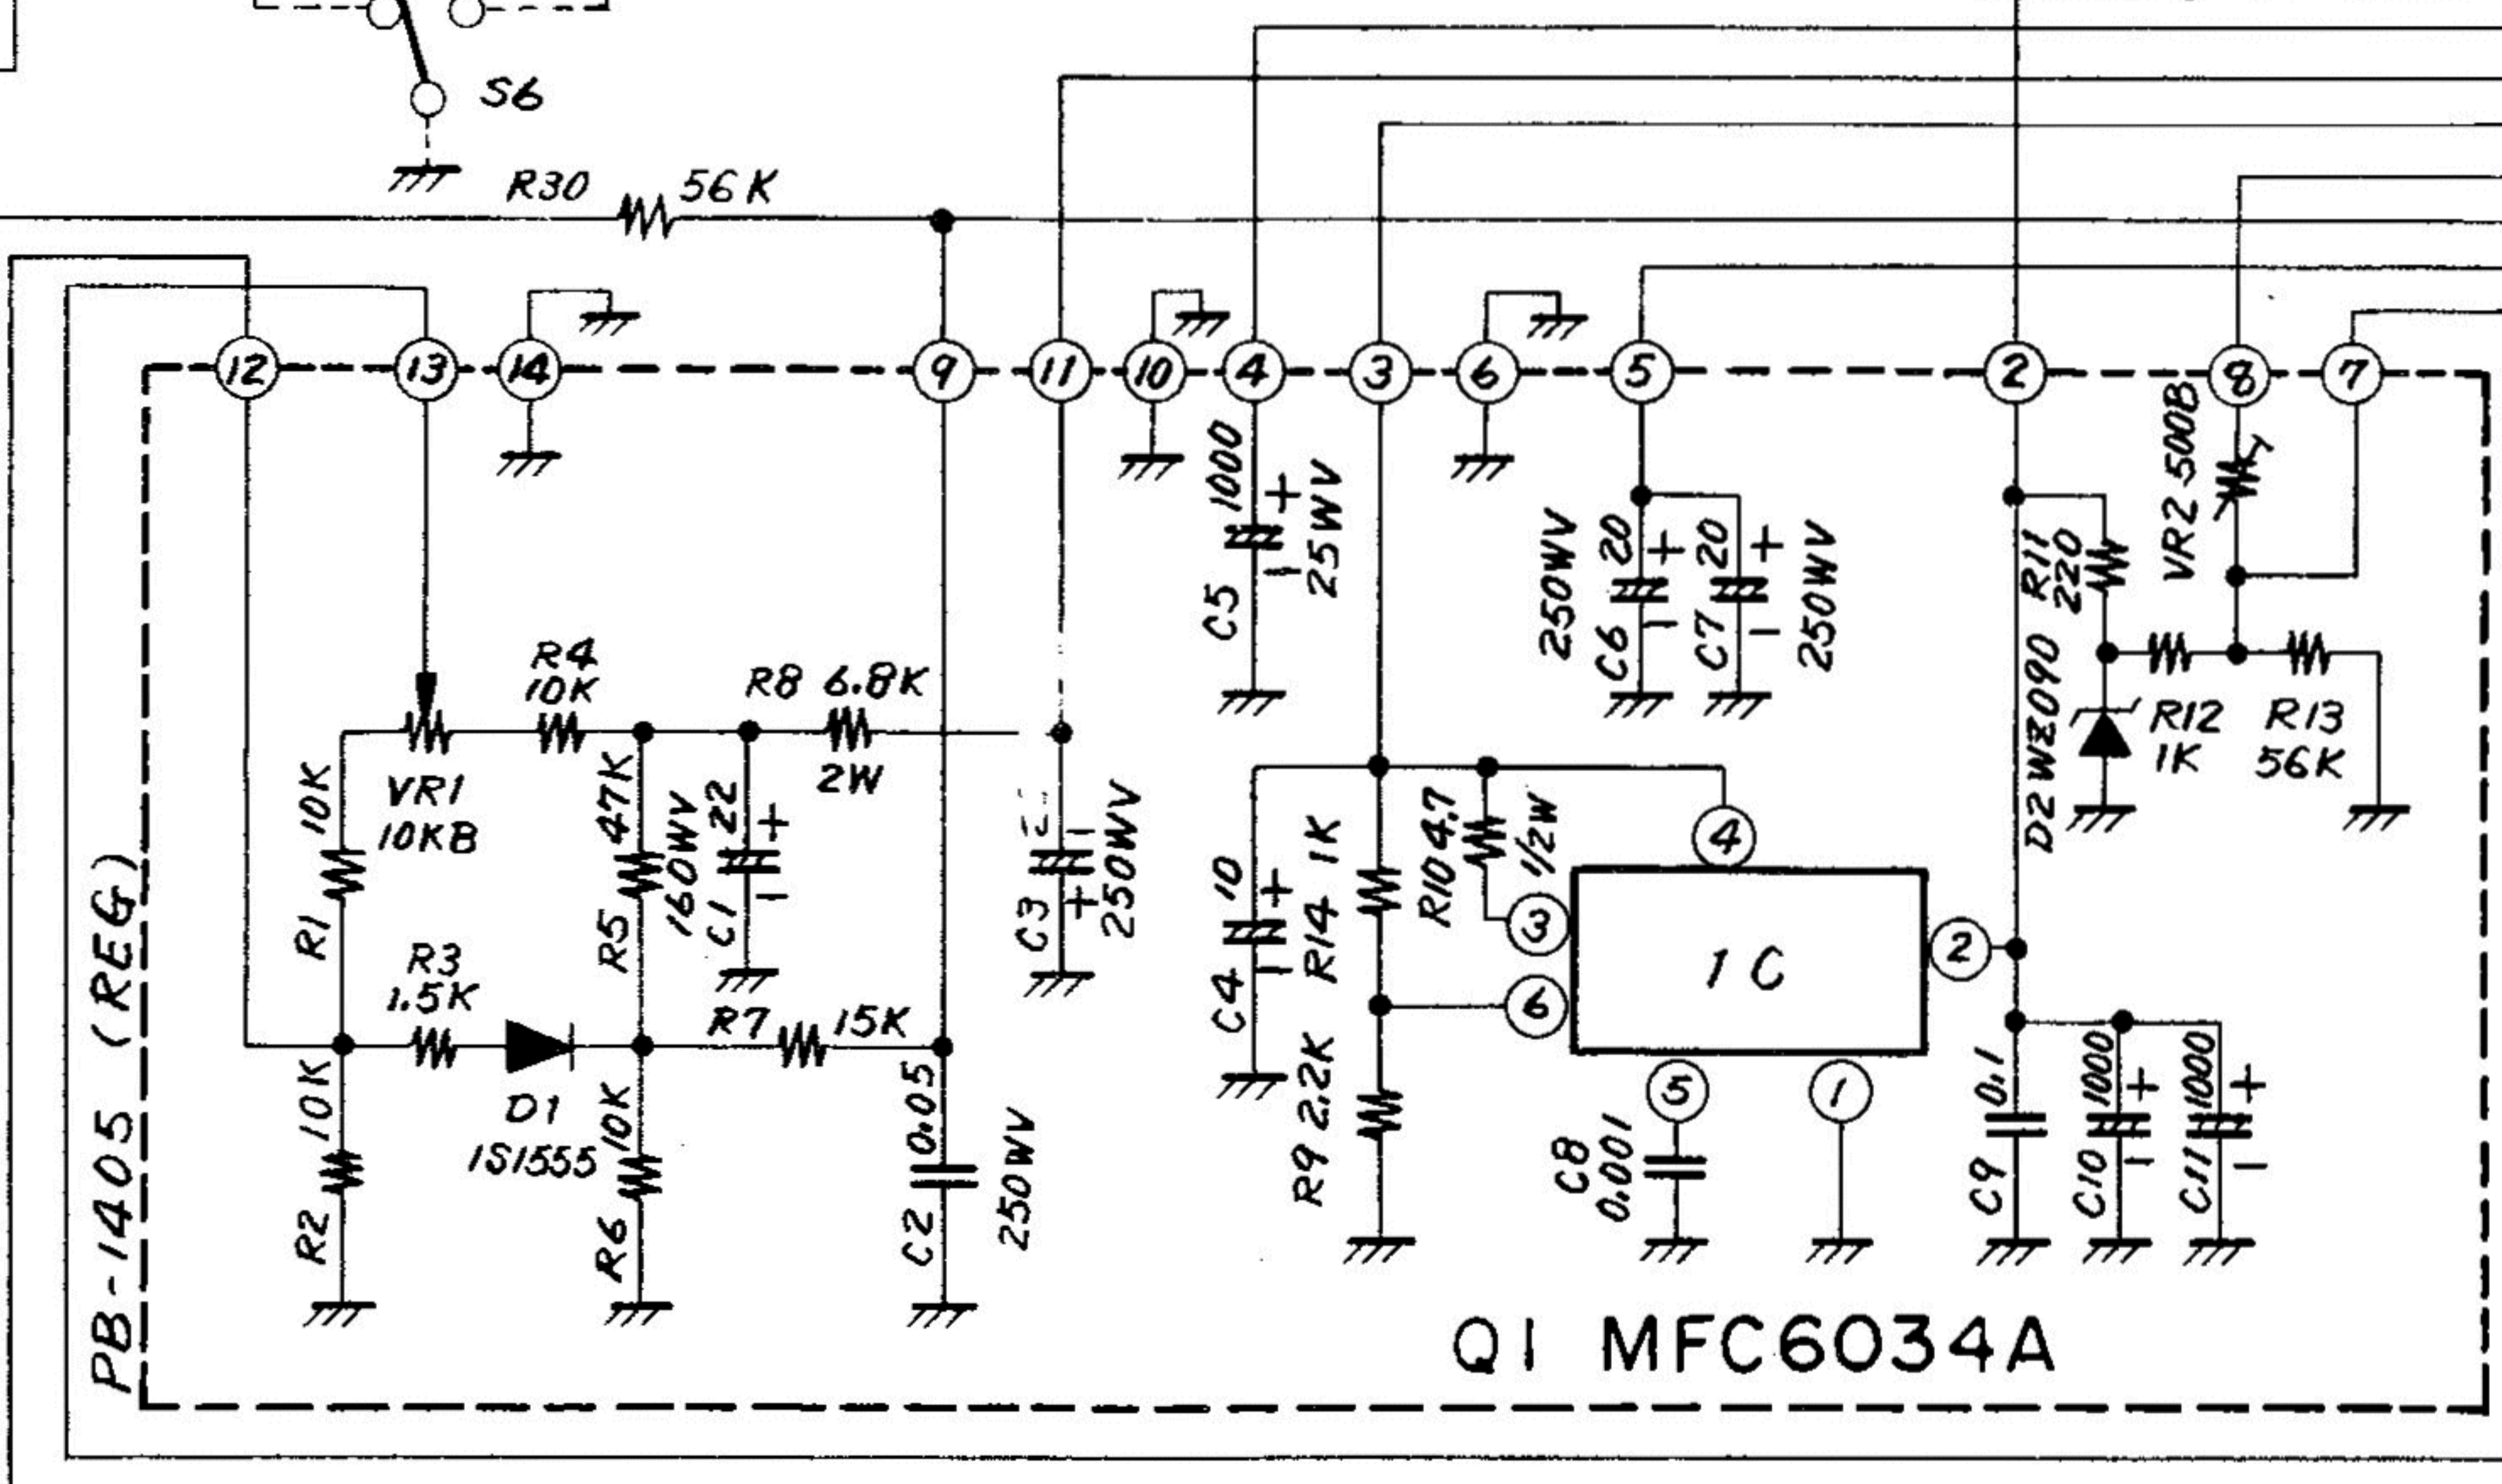 S6
R30 56K
12
13
14
9
11
10
4
3
6
5
2
8
7
1000
+
-
25WV
C5
250WV
20
+
-
C6
20
+
-
C7
250WV
R11
220
VR2 500B
D2 WZ090
R12
1K
R13
56K
R4
10K
R8 6.8K
2W
VR1
10KB
10K
R1
47K
R5
160WV
22
+
-
C1
-
+
C3
250WV
R3
1.5K
R7 15K
D1
1S1555
10K
R2
10K
R6
0.05
C2
250WV
10
+
-
C4
R14 1K
R10 4.7
1/2W
R9 2.2K
4
3
6
2
5
1
IC
C8
0.001
0.1
C9
1000
+
-
C10
1000
+
-
C11
PB-1405 (REG)
Q1 MFC6034A